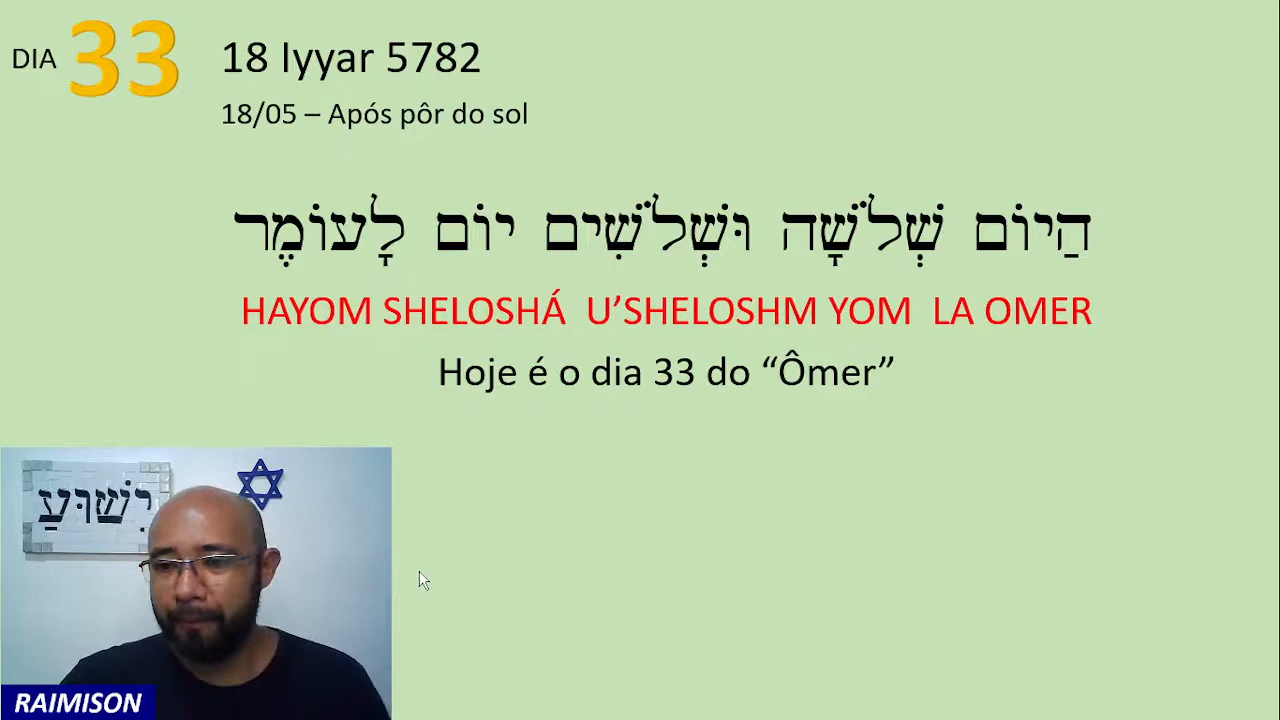 DIA 33
18 Iyyar 5782
18/05 – Após pôr do sol
הַיוֹם שְׁלֹשָׁה וּשְׁלֹשִׁים יוֹם לָעוֹמֶר
HAYOM SHELOSHÁ U’SHELOSHM YOM LA OMER
Hoje é o dia 33 do “Ômer”
יִשׁוּעַ
RAIMISON